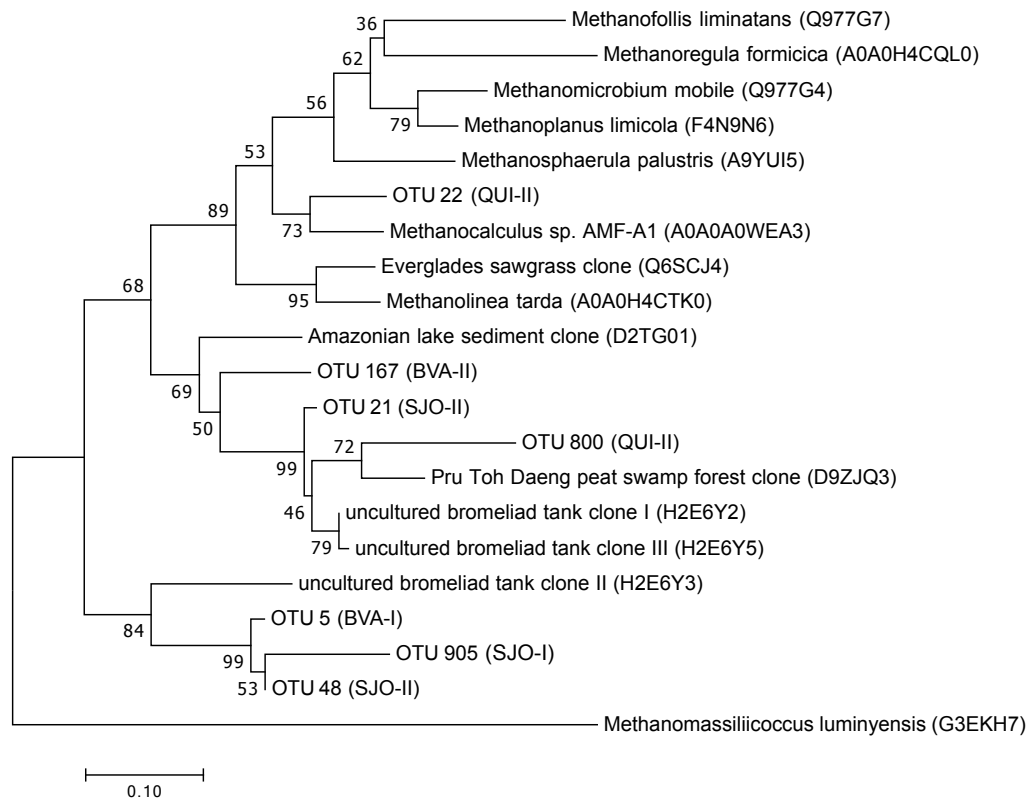 36
Methanofollis liminatans (Q977G7)
Methanoregula formicica (A0A0H4CQL0)
62
Methanomicrobium mobile (Q977G4)
79
Methanoplanus limicola (F4N9N6)
56
Methanosphaerula palustris (A9YUI5)
53
OTU 22 (QUI-II)
89
73
Methanocalculus sp. AMF-A1 (A0A0A0WEA3)
Everglades sawgrass clone (Q6SCJ4)
68
95
Methanolinea tarda (A0A0H4CTK0)
Amazonian lake sediment clone (D2TG01)
69
OTU 167 (BVA-II)
50
OTU 21 (SJO-II)
72
OTU 800 (QUI-II)
99
Pru Toh Daeng peat swamp forest clone (D9ZJQ3)
46
uncultured bromeliad tank clone I (H2E6Y2)
79
uncultured bromeliad tank clone III (H2E6Y5)
uncultured bromeliad tank clone II (H2E6Y3)
84
OTU 5 (BVA-I)
99
OTU 905 (SJO-I)
53
OTU 48 (SJO-II)
Methanomassiliicoccus luminyensis (G3EKH7)
0.10